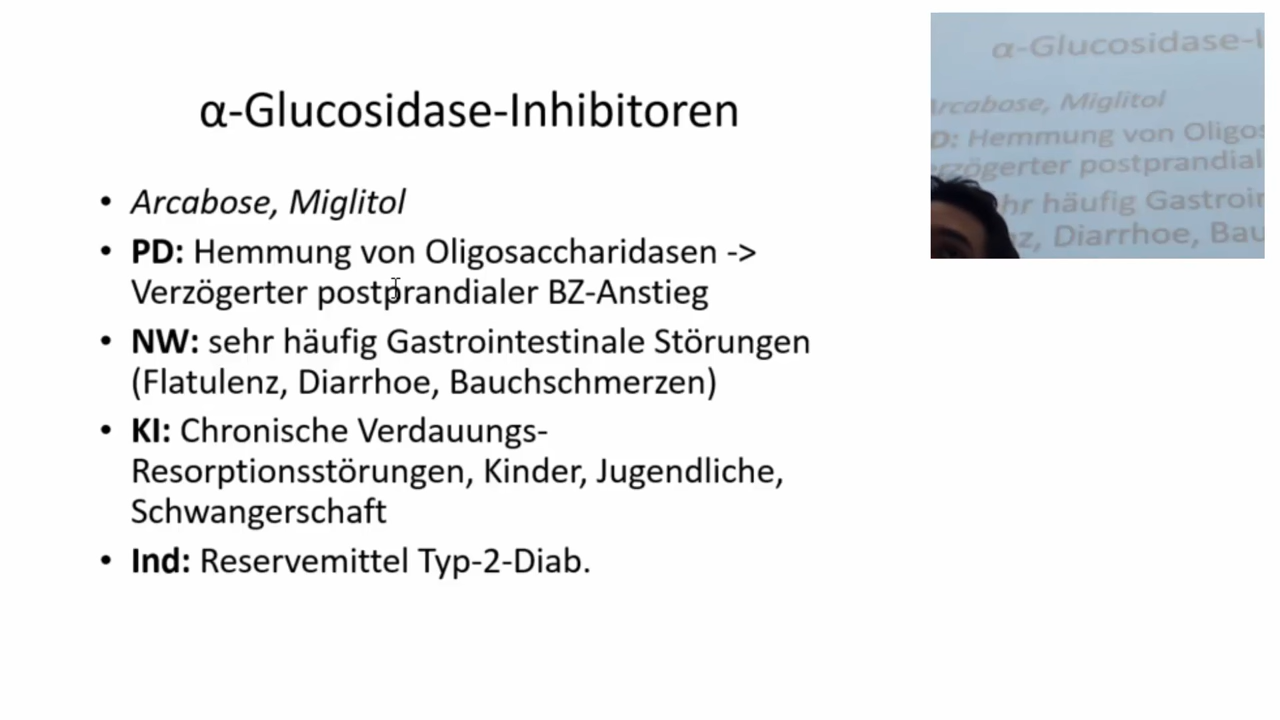 α-Glucosidase-Inhibitoren
• Arcabose, Miglitol
• PD: Hemmung von Oligosaccharidasen ->
Verzögerter postprandialer BZ-Anstieg
• NW: sehr häufig Gastrointestinale Störungen
(Flatulenz, Diarrhoe, Bauchschmerzen)
• KI: Chronische Verdauungs-
Resorptionsstörungen, Kinder, Jugendliche,
Schwangerschaft
• Ind: Reservemittel Typ-2-Diab.
α-Glucosidase-I
Arcabose, Miglitol
D: Hemmung von Oligos
erzögerter postprandial
hr häufig Gastroin
z, Diarrhoe, Bau